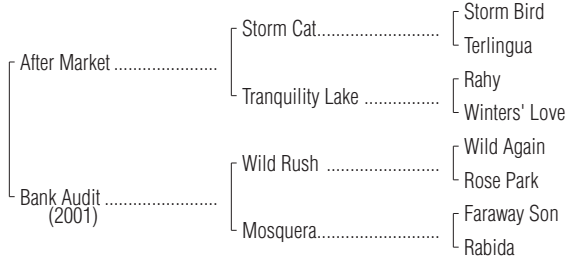 Storm Bird
Storm Cat..............................
Terlingua
After Market .........................
Rahy
Tranquility Lake ..................
Winters' Love
Wild Again
Wild Rush ...........................
Rose Park
Bank Audit ...........................
(2001)
Faraway Son
Mosquera.............................
Rabida